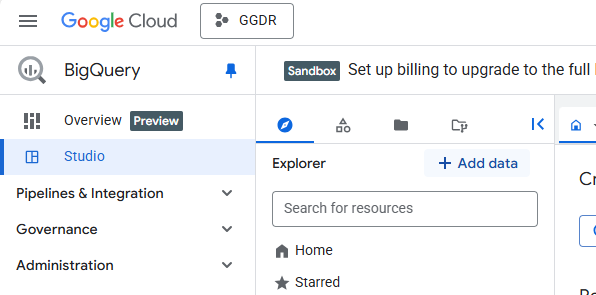 Google Cloud
GGDR
BigQuery
Sandbox Set up billing to upgrade to the full
Overview Preview
Studio
Pipelines & Integration
Governance
Administration
Explorer
+ Add data
Search for resources
Home
Starred